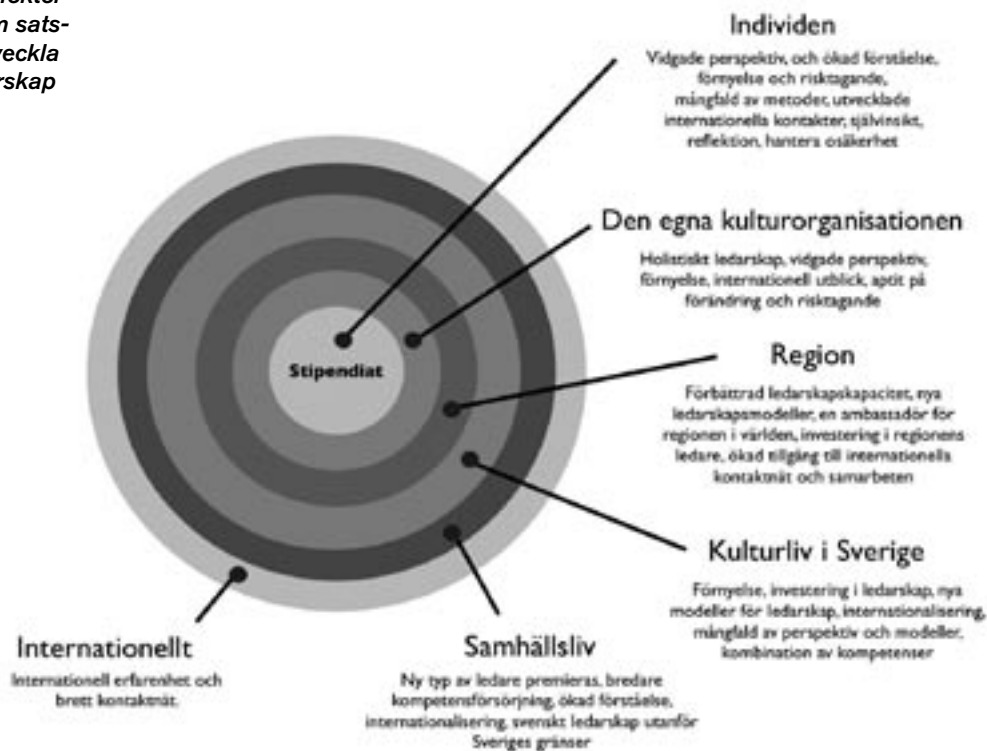 m sats-
veckla
rskap
Individen
Vidgade perspektiv, och ökad förståelse,
förnyelse och risktagande,
mångfald av metoder, utvecklade
internationella kontakter, självinsikt,
reflektion, hantera osäkerhet
Den egna kulturorganisationen
Holistiskt ledarskap, vidgade perspektiv,
förnyelse, internationell utblick, aptit på
förändring och risktagande
Stipendiat
Region
Förbättrad ledarskapskapacitet, nya
ledarskapsmodeller, en ambassadör för
regionen i världen, investering i regionens
ledare, ökad tillgång till internationella
kontaktnät och samarbeten
Kulturliv i Sverige
Förnyelse, investering i ledarskap, nya
modeller för ledarskap, internationalisering,
mångfald av perspektiv och modeller,
kombination av kompetenser
Samhällsliv
Ny typ av ledare premieras, bredare
kompetensförsörjning, ökad förståelse,
internationalisering, svenskt ledarskap utanför
Sveriges gränser
Internationellt
Internationell erfarenhet och
brett kontaktnät.